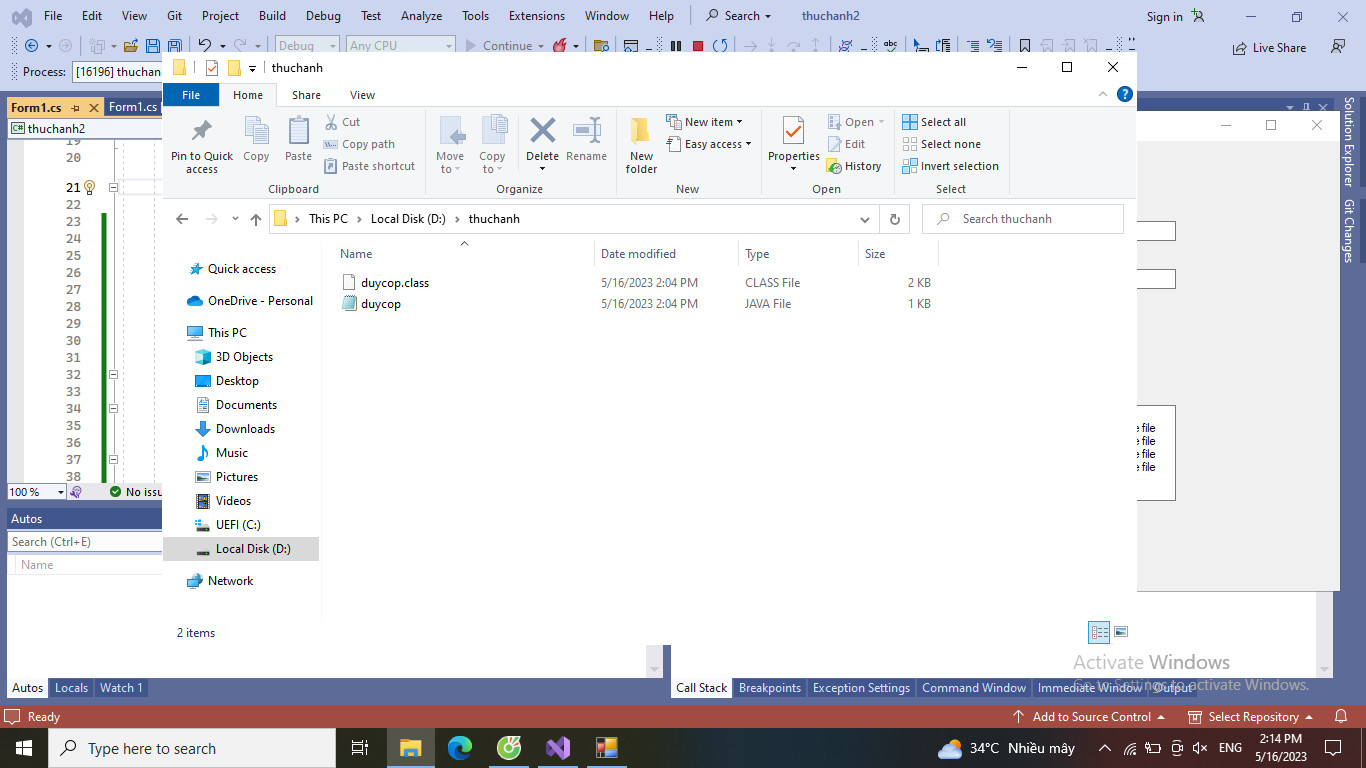 File Edit View Git Project Build Debug Test Analyze Tools Extensions Window Help Search thuchanh2 Sign in
Debug Any CPU Continue Live Share
Process: [16196] thuchan
thuchanh
File Home Share View
Form1.cs Form1.cs
thuchanh2
Pin to Quick access
Copy
Paste
Cut
Copy path
Paste shortcut
Clipboard
Move to
Copy to
Delete
Rename
Organize
New folder
New item
Easy access
New
Properties
Open
Edit
History
Open
Select all
Select none
Invert selection
Select
This PC Local Disk (D:) thuchanh
Search thuchanh
Name Date modified Type Size
duycop.class 5/16/2023 2:04 PM CLASS File 2 KB
duycop 5/16/2023 2:04 PM JAVA File 1 KB
Quick access
OneDrive - Personal
This PC
3D Objects
Desktop
Documents
Downloads
Music
Pictures
Videos
UEFI (C:)
Local Disk (D:)
Network
2 items
19
20
21
22
23
24
25
26
27
28
29
30
31
32
33
34
35
36
37
38
100 % No issu
Solution Explorer
Git Changes
e file
e file
e file
e file
Autos
Search (Ctrl+E)
Name
Autos Locals Watch 1
Call Stack Breakpoints Exception Settings Command Window Immediate Window Output
Activate Windows
Go to Settings to activate Windows.
Ready Add to Source Control Select Repository
Type here to search
34°C Nhiều mây
ENG
2:14 PM
5/16/2023